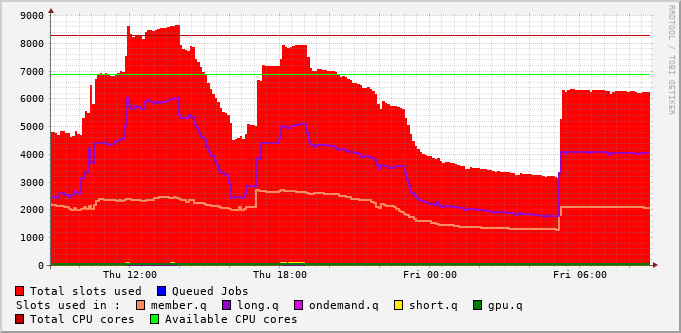 9000
8000
7000
6000
5000
4000
3000
2000
1000
0
Thu 12:00 Thu 18:00 Fri 00:00 Fri 06:00
RRDTOOL / TOBI OETIKER
Total slots used Queued Jobs
Slots used in : member.q long.q ondemand.q short.q gpu.q
Total CPU cores Available CPU cores